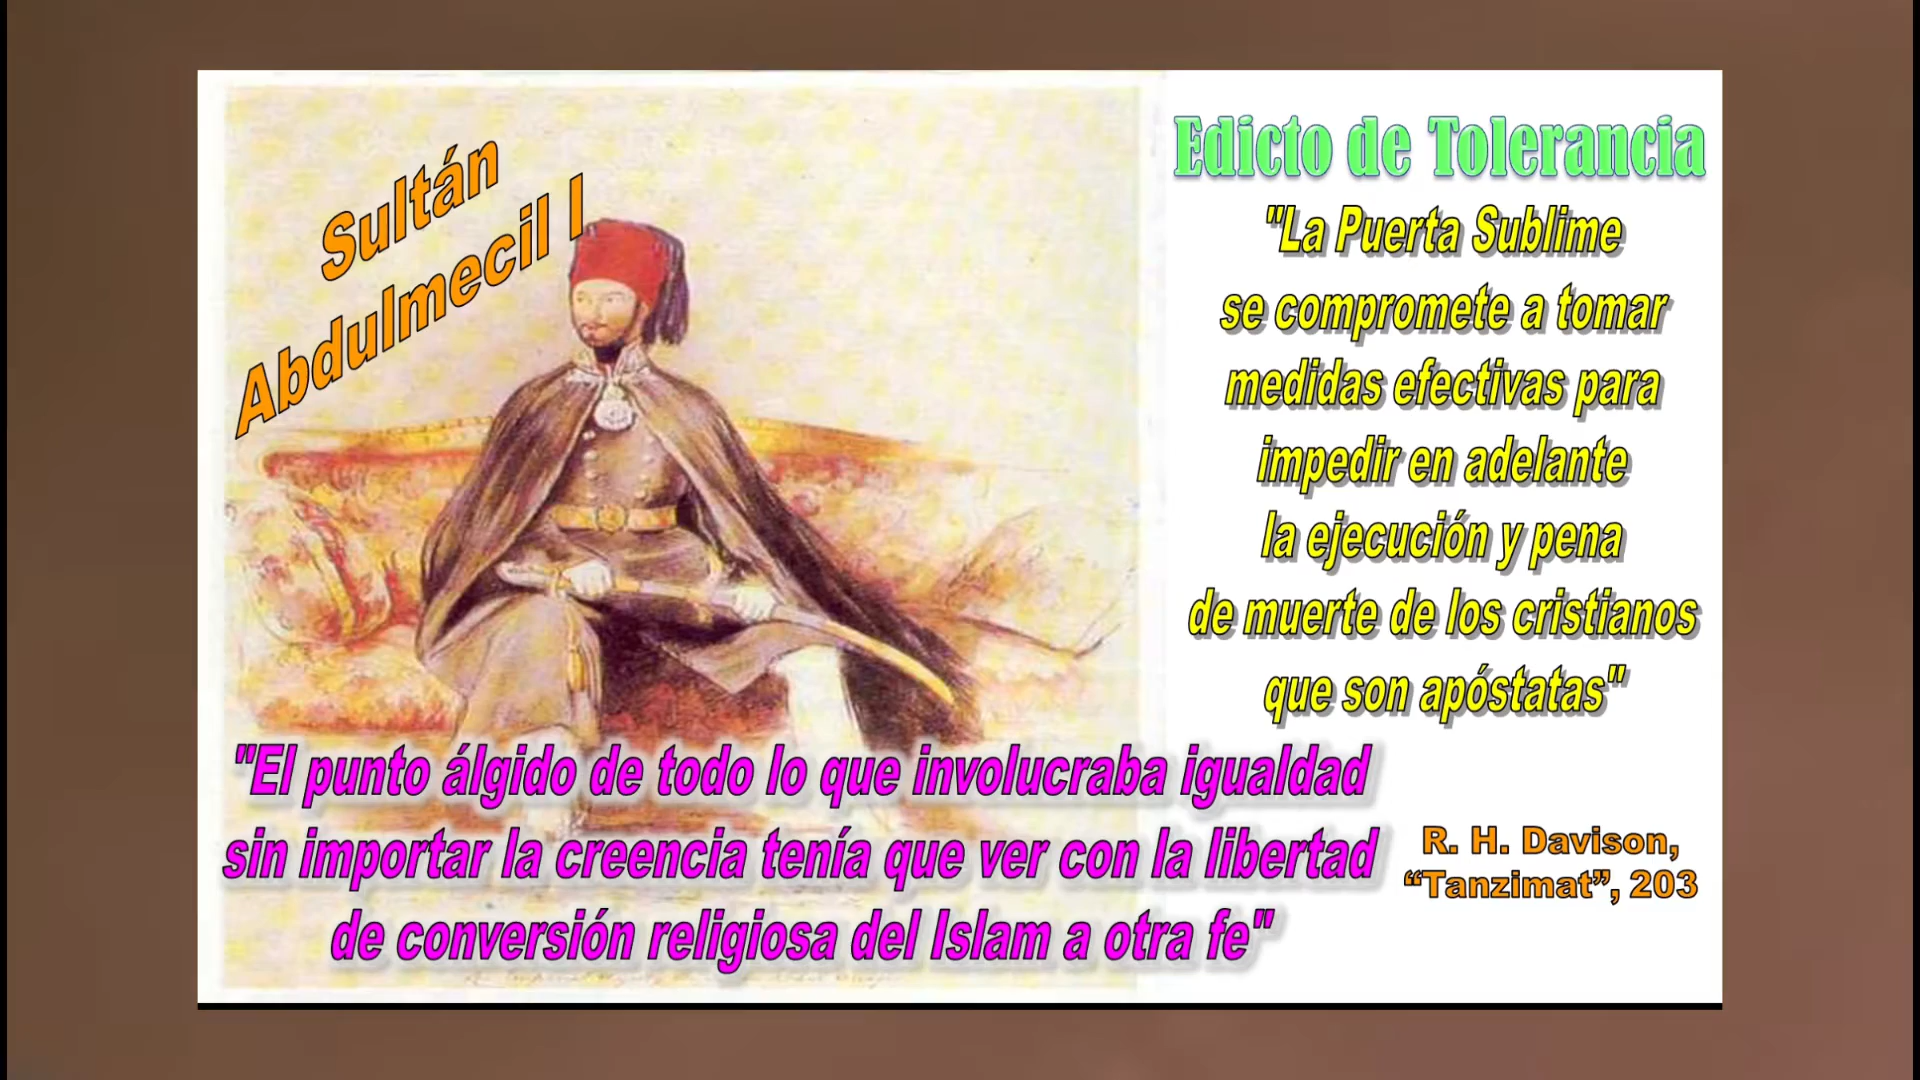 Sultán
Abdulmecil I
Edicto de Tolerancia
"La Puerta Sublime
se compromete a tomar
medidas efectivas para
impedir en adelante
la ejecución y pena
de muerte de los cristianos
que son apóstatas"
"El punto álgido de todo lo que involucraba igualdad
sin importar la creencia tenía que ver con la libertad
de conversión religiosa del Islam a otra fe"
R. H. Davison,
“Tanzimat”, 203